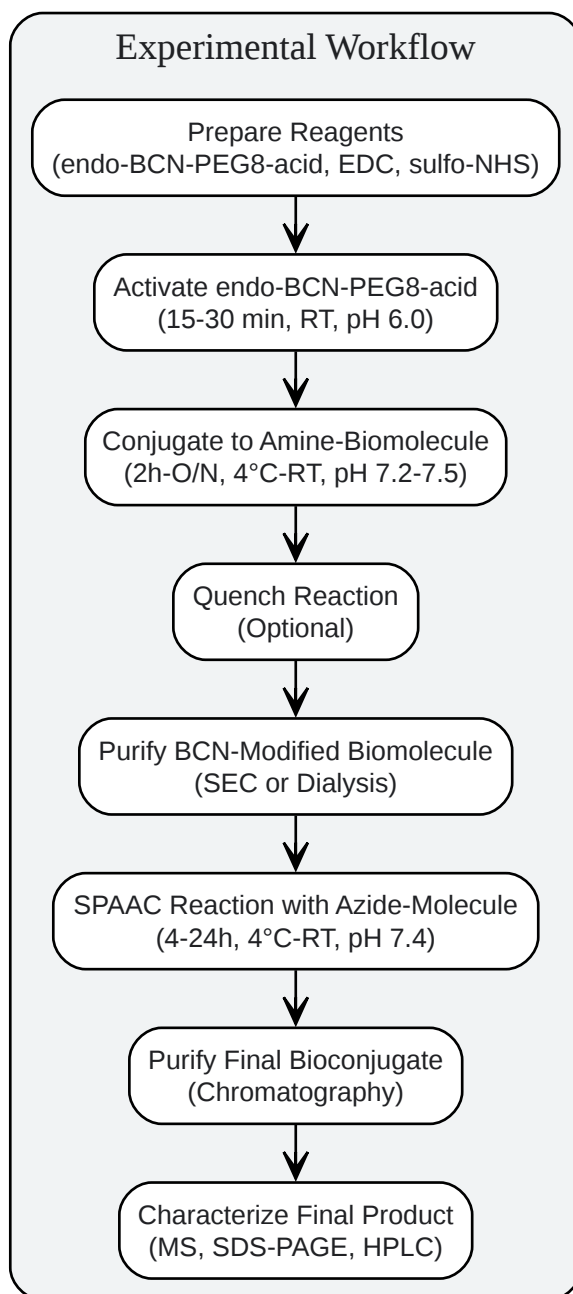 Experimental Workflow
Prepare Reagents
(endo-BCN-PEG8-acid, EDC, sulfo-NHS)
Activate endo-BCN-PEG8-acid
(15-30 min, RT, pH 6.0)
Conjugate to Amine-Biomolecule
(2h-O/N, 4°C-RT, pH 7.2-7.5)
Quench Reaction
(Optional)
Purify BCN-Modified Biomolecule
(SEC or Dialysis)
SPAAC Reaction with Azide-Molecule
(4-24h, 4°C-RT, pH 7.4)
Purify Final Bioconjugate
(Chromatography)
Characterize Final Product
(MS, SDS-PAGE, HPLC)